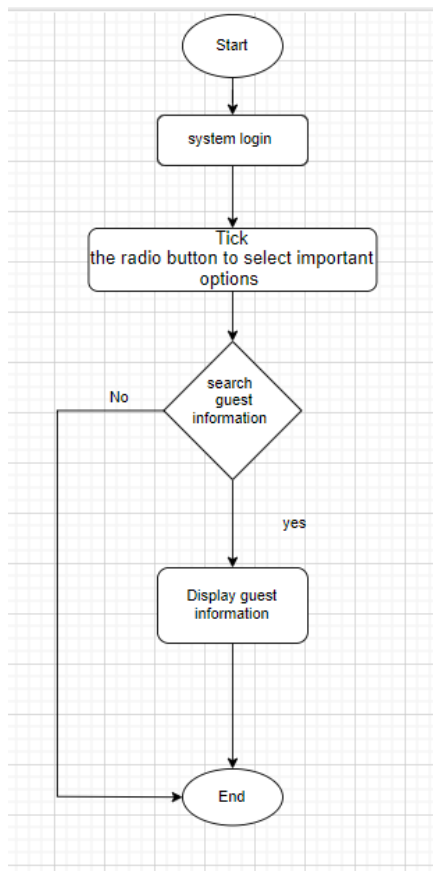 Start
system login
Tick
the radio button to select important
options
search
guest
information
No
yes
Display guest
information
End